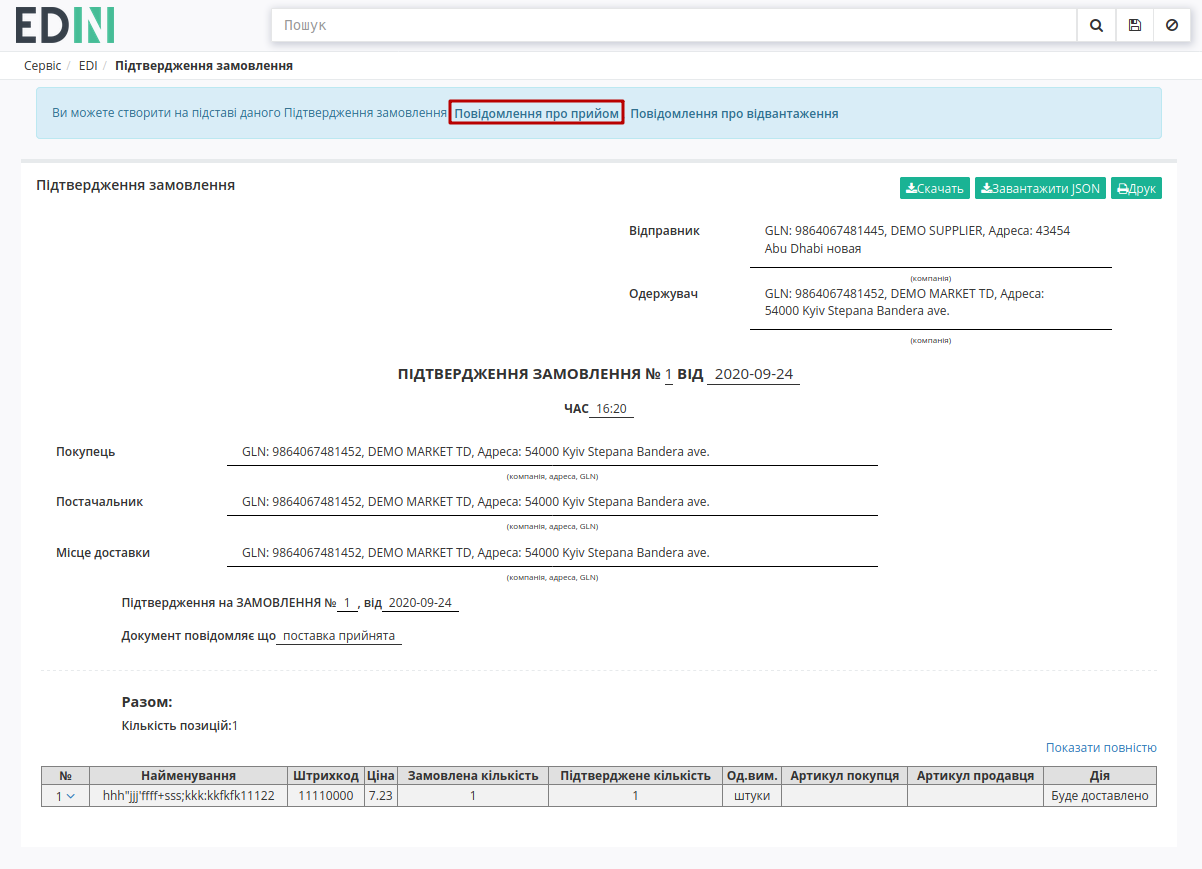 EDIN
Пошук
Сервіс / EDI / Підтвердження замовлення
Ви можете створити на підставі даного Підтвердження замовлення Повідомлення про прийом Повідомлення про відвантаження
Підтвердження замовлення
Скачать Завантажити JSON Друк
Відправник GLN: 9864067481445, DEMO SUPPLIER, Адреса: 43454
Abu Dhabi новая
(компанія)
Одержувач GLN: 9864067481452, DEMO MARKET TD, Адреса:
54000 Kyiv Stepana Bandera ave.
(компанія)
ПІДТВЕРДЖЕННЯ ЗАМОВЛЕННЯ № 1 ВІД 2020-09-24
ЧАС 16:20
Покупець GLN: 9864067481452, DEMO MARKET TD, Адреса: 54000 Kyiv Stepana Bandera ave.
(компанія, адреса, GLN)
Постачальник GLN: 9864067481452, DEMO MARKET TD, Адреса: 54000 Kyiv Stepana Bandera ave.
(компанія, адреса, GLN)
Місце доставки GLN: 9864067481452, DEMO MARKET TD, Адреса: 54000 Kyiv Stepana Bandera ave.
(компанія, адреса, GLN)
Підтвердження на ЗАМОВЛЕННЯ № 1 , від 2020-09-24
Документ повідомляє що поставка прийнята
Разом:
Кількість позицій:1
Показати повністю
№ Найменування Штрихкод Ціна Замовлена кількість Підтверджене кількість Од.вим. Артикул покупця Артикул продавця Дія
1 hhh"jjj'ffff+sss;kkk:kkfkfk11122 11110000 7.23 1 1 штуки Буде доставлено